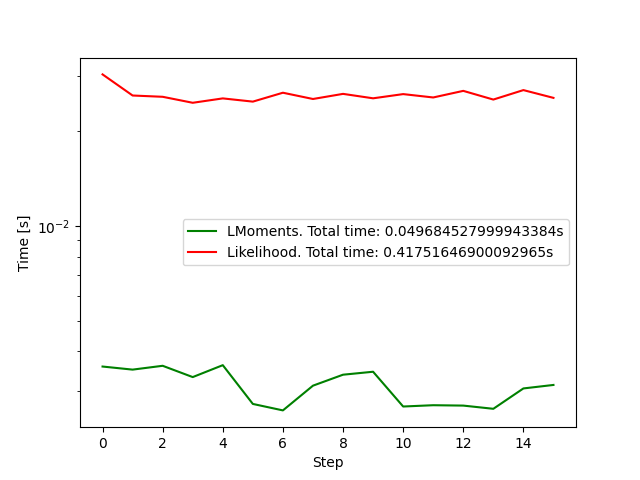 Time [s]
10⁻²
LMoments. Total time: 0.049684527999943384s
Likelihood. Total time: 0.41751646900092965s
0 2 4 6 8 10 12 14
Step